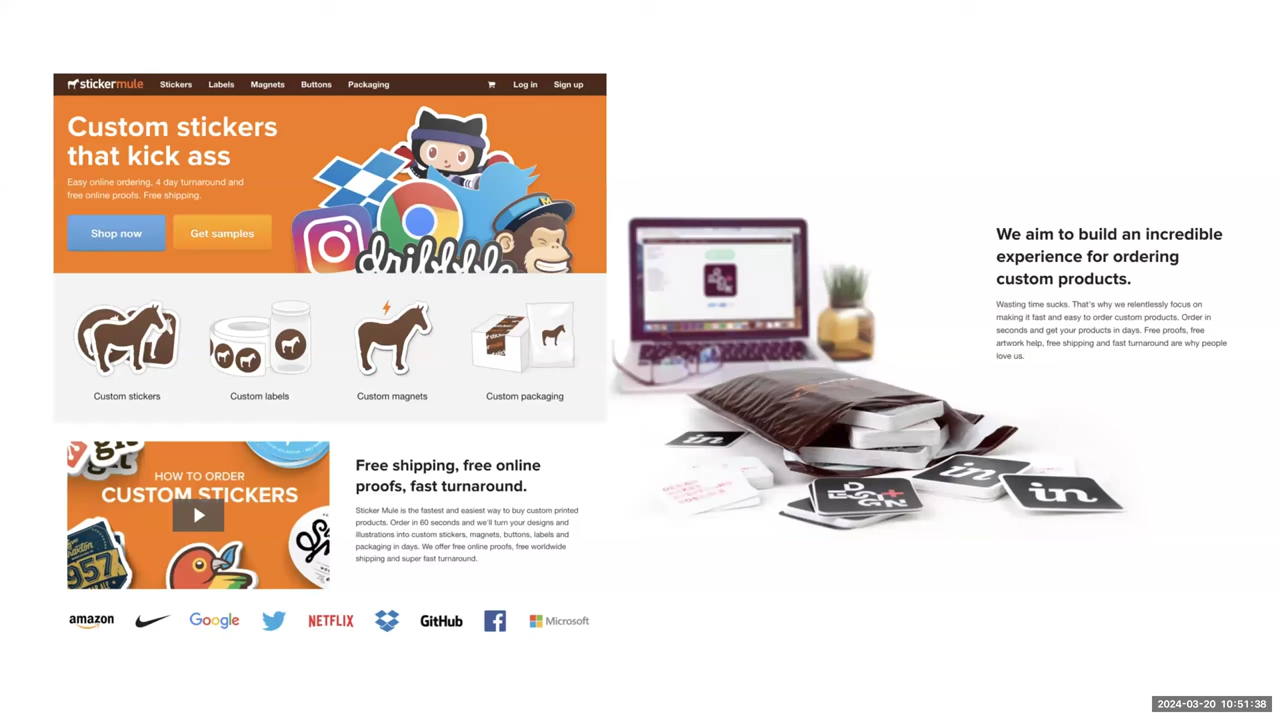 stickermule Stickers Labels Magnets Buttons Packaging Log in Sign up
Custom stickers
that kick ass
Easy online ordering, 4 day turnaround and
free online proofs. Free shipping.
Shop now Get samples
dribbble
Custom stickers Custom labels Custom magnets Custom packaging
HOW TO ORDER
CUSTOM STICKERS
git
957
Free shipping, free online
proofs, fast turnaround.
Sticker Mule is the fastest and easiest way to buy custom printed
products. Order in 60 seconds and we'll turn your designs and
illustrations into custom stickers, magnets, buttons, labels and
packaging in days. We offer free online proofs, free worldwide
shipping and super fast turnaround.
amazon Google NETFLIX GitHub Microsoft
We aim to build an incredible
experience for ordering
custom products.
Wasting time sucks. That's why we relentlessly focus on
making it fast and easy to order custom products. Order in
seconds and get your products in days. Free proofs, free
artwork help, free shipping and fast turnaround are why people
love us.
in
in
in
2024-03-20 10:51:38